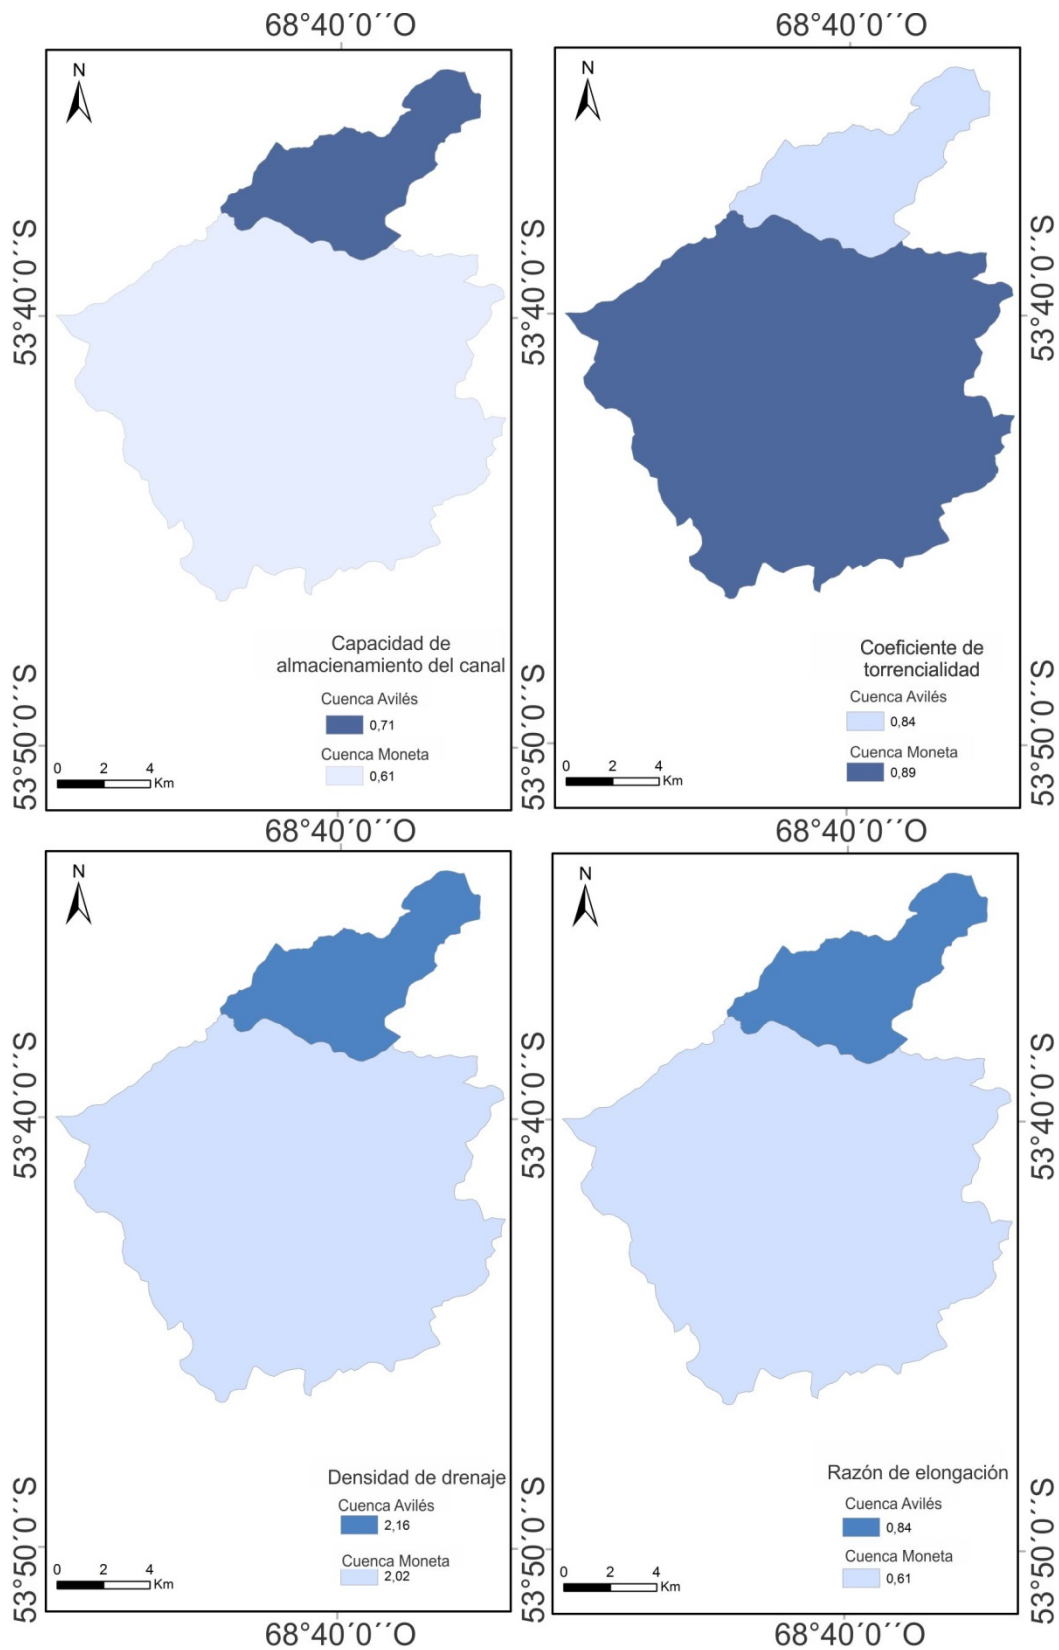 68°40´0´´O
68°40´0´´O
N
N
53°40´0´´S
53°40´0´´S
53°40´0´´S
Capacidad de
almacienamiento del canal
Cuenca Avilés
0,71
Cuenca Moneta
0,61
0 2 4
Km
53°50´0´´S
Coeficiente de
torrencialidad
Cuenca Avilés
0,84
Cuenca Moneta
0,89
0 2 4
Km
53°50´0´´S
53°50´0´´S
68°40´0´´O
68°40´0´´O
N
N
53°40´0´´S
53°40´0´´S
53°40´0´´S
Densidad de drenaje
Cuenca Avilés
2,16
Cuenca Moneta
2,02
0 2 4
Km
53°50´0´´S
Razón de elongación
Cuenca Avilés
0,84
Cuenca Moneta
0,61
0 2 4
Km
53°50´0´´S
53°50´0´´S
68°40´0´´O
68°40´0´´O